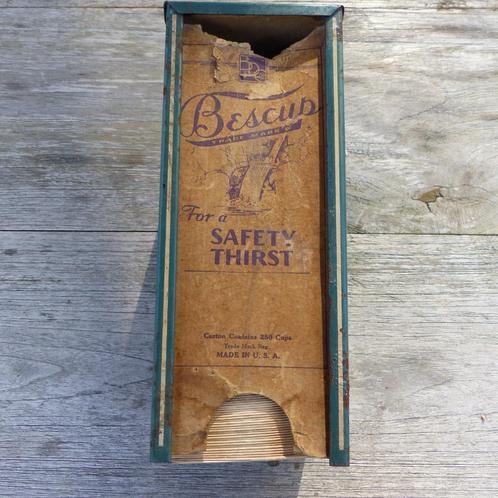 Bescup
TRADE MARK
For a
SAFETY
THIRST
Carton Contains 250 Cups
Trade Mark Reg.
MADE IN U. S. A.